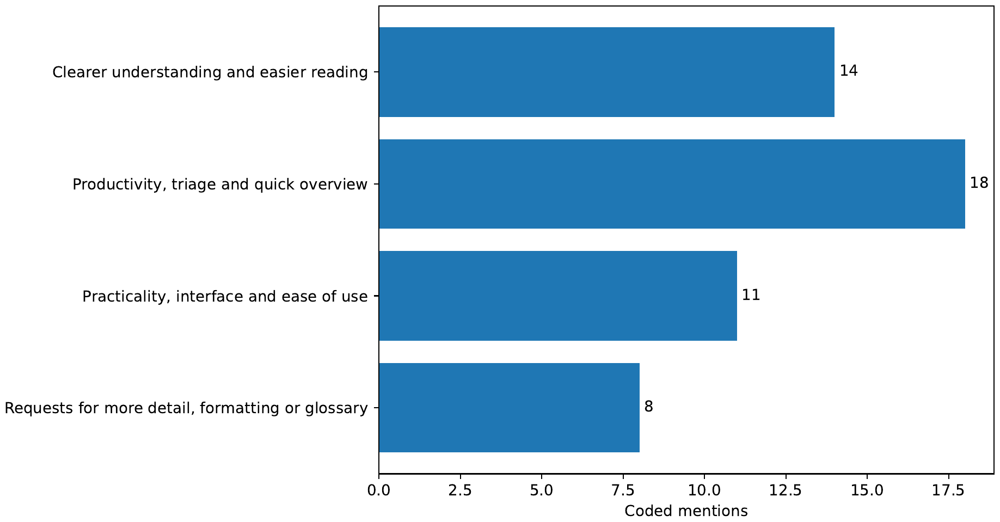 Clearer understanding and easier reading
14
Productivity, triage and quick overview
18
Practicality, interface and ease of use
11
Requests for more detail, formatting or glossary
8
0.0 2.5 5.0 7.5 10.0 12.5 15.0 17.5
Coded mentions